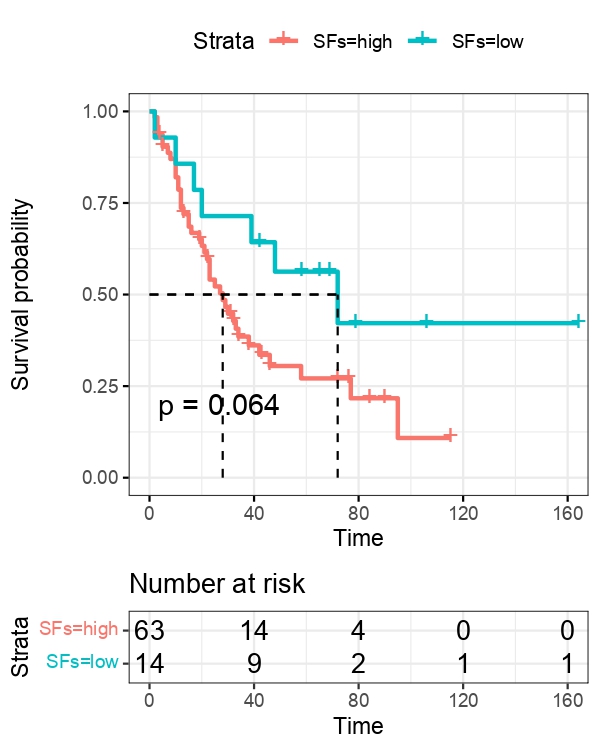 Strata SFs=high SFs=low
Survival probability
1.00
0.75
0.50
0.25
0.00
p = 0.064
0 40 80 120 160
Time
Number at risk
Strata
SFs=high 63 14 4 0 0
SFs=low 14 9 2 1 1
0 40 80 120 160
Time